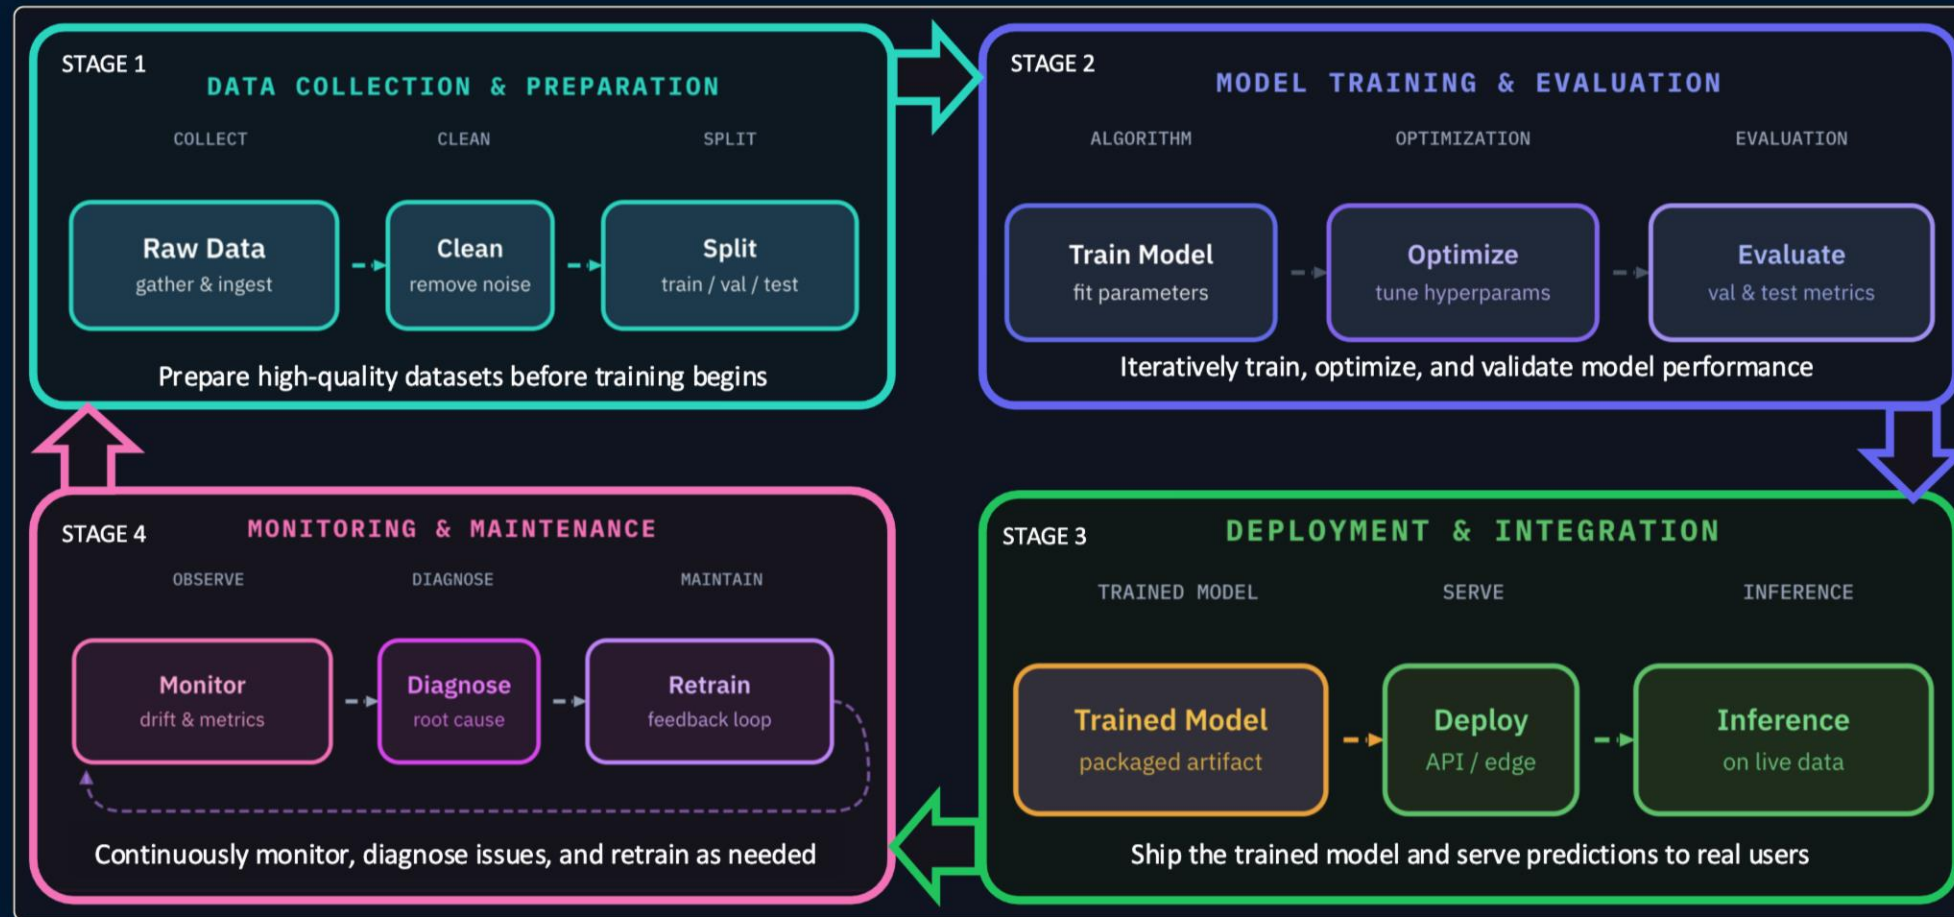 STAGE 1
DATA COLLECTION & PREPARATION
COLLECT
CLEAN
SPLIT
Raw Data
gather & ingest
Clean
remove noise
Split
train / val / test
Prepare high-quality datasets before training begins
STAGE 2
MODEL TRAINING & EVALUATION
ALGORITHM
OPTIMIZATION
EVALUATION
Train Model
fit parameters
Optimize
tune hyperparams
Evaluate
val & test metrics
Iteratively train, optimize, and validate model performance
STAGE 3
DEPLOYMENT & INTEGRATION
TRAINED MODEL
SERVE
INFERENCE
Trained Model
packaged artifact
Deploy
API / edge
Inference
on live data
Ship the trained model and serve predictions to real users
STAGE 4
MONITORING & MAINTENANCE
OBSERVE
DIAGNOSE
MAINTAIN
Monitor
drift & metrics
Diagnose
root cause
Retrain
feedback loop
Continuously monitor, diagnose issues, and retrain as needed